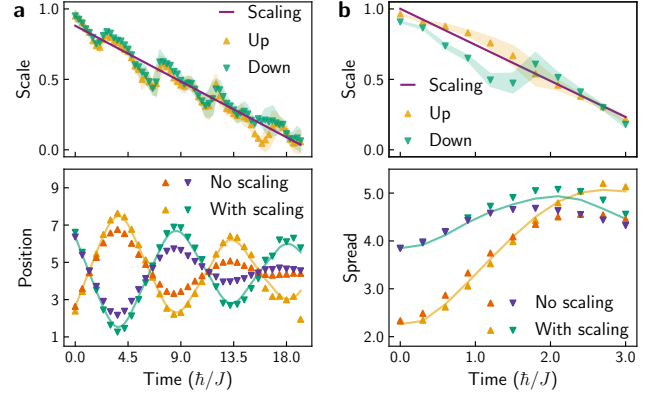 a
b
1.0
0.5
0.0
Scale
Scaling
Up
Down
1.0
0.5
0.0
Scale
Scaling
Up
Down
9
7
5
3
1
Position
No scaling
With scaling
0.0 4.5 9.0 13.5 18.0
Time (ħ/J)
5.0
4.0
3.0
2.0
Spread
No scaling
With scaling
0.0 1.0 2.0 3.0
Time (ħ/J)